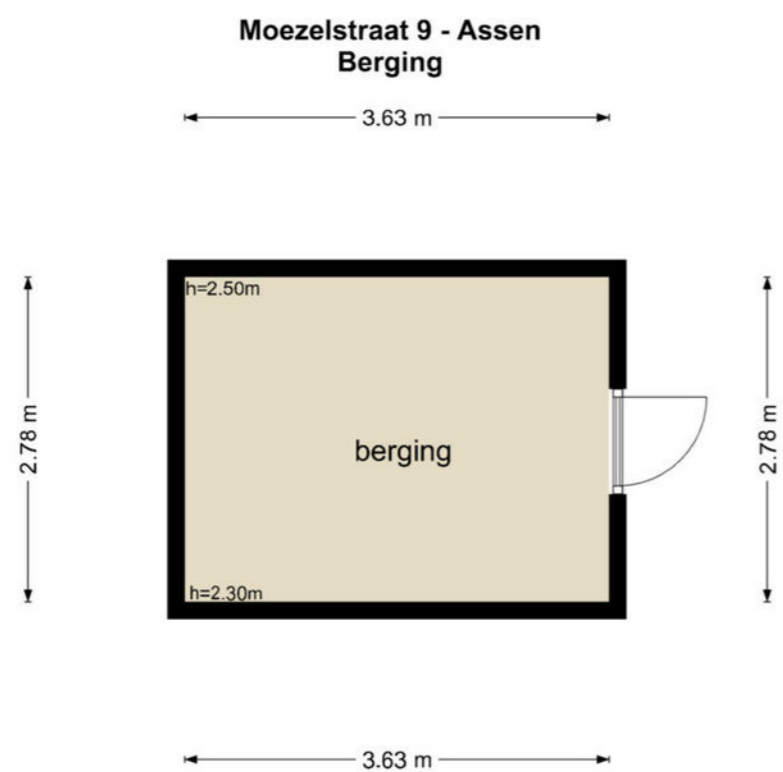 Moezelstraat 9 - Assen
Berging
3.63 m
h=2.50m
2.78 m
berging
2.78 m
h=2.30m
3.63 m